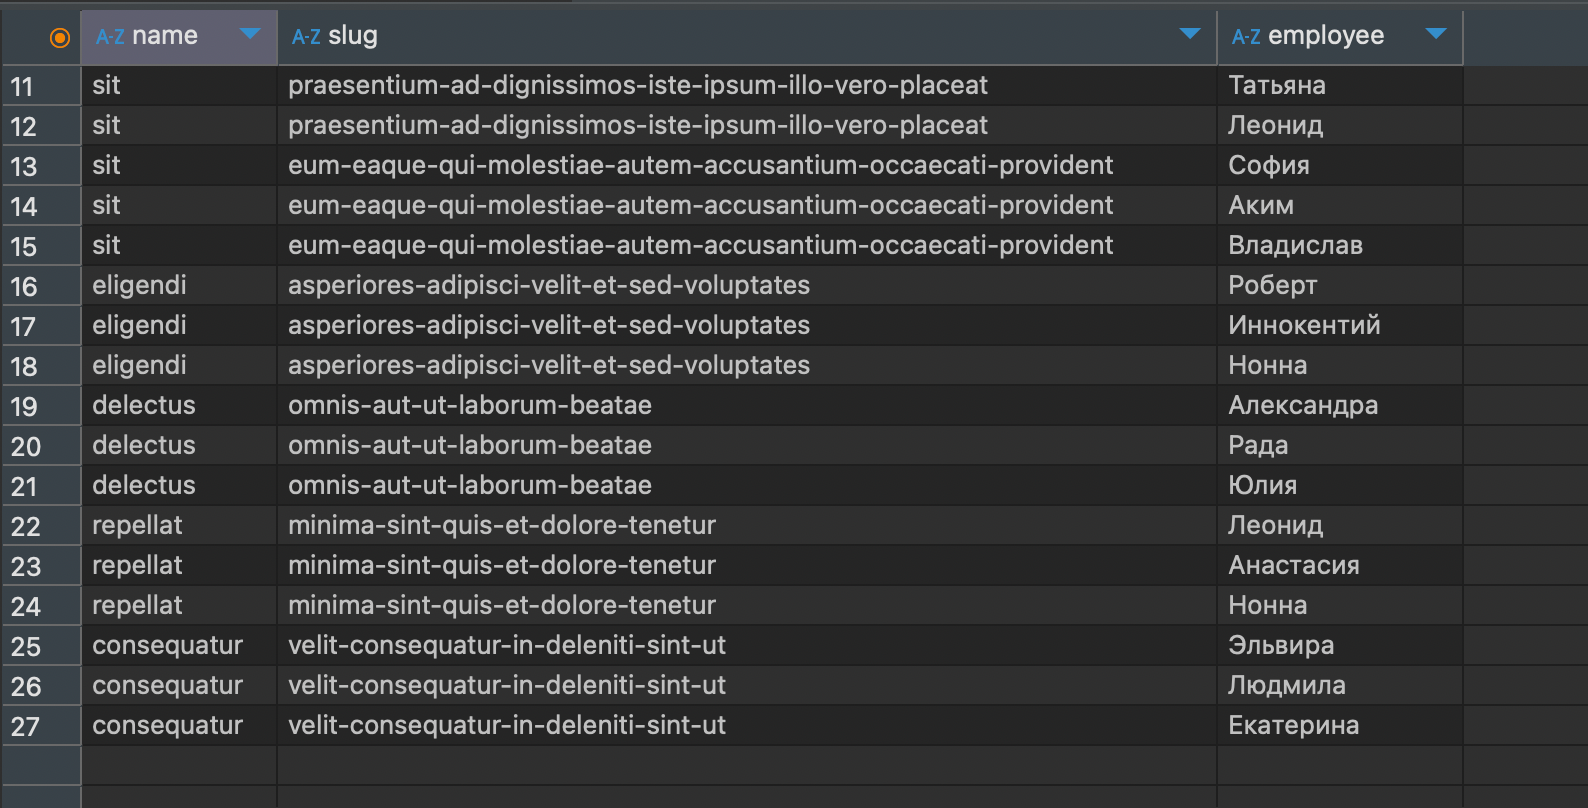 A-Z name A-Z slug A-Z employee
11 sit praesentium-ad-dignissimos-iste-ipsum-illo-vero-placeat Татьяна
12 sit praesentium-ad-dignissimos-iste-ipsum-illo-vero-placeat Леонид
13 sit eum-eaque-qui-molestiae-autem-accusantium-occaecati-provident София
14 sit eum-eaque-qui-molestiae-autem-accusantium-occaecati-provident Аким
15 sit eum-eaque-qui-molestiae-autem-accusantium-occaecati-provident Владислав
16 eligendi asperiores-adipisci-velit-et-sed-voluptates Роберт
17 eligendi asperiores-adipisci-velit-et-sed-voluptates Иннокентий
18 eligendi asperiores-adipisci-velit-et-sed-voluptates Нонна
19 delectus omnis-aut-ut-laborum-beatae Александра
20 delectus omnis-aut-ut-laborum-beatae Рада
21 delectus omnis-aut-ut-laborum-beatae Юлия
22 repellat minima-sint-quis-et-dolore-tenetur Леонид
23 repellat minima-sint-quis-et-dolore-tenetur Анастасия
24 repellat minima-sint-quis-et-dolore-tenetur Нонна
25 consequatur velit-consequatur-in-deleniti-sint-ut Эльвира
26 consequatur velit-consequatur-in-deleniti-sint-ut Людмила
27 consequatur velit-consequatur-in-deleniti-sint-ut Екатерина